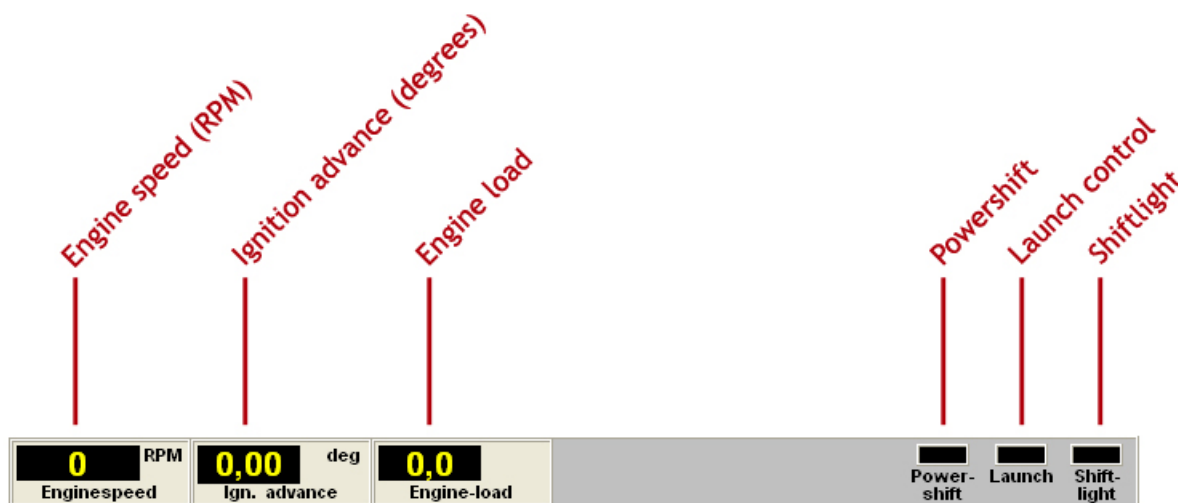 Engine speed (RPM)
Ignition advance (degrees)
Engine load
Powershift
Launch control
Shiftlight
0 RPM
Enginespeed
0,00 deg
Ign. advance
0,0
Engine-load
Power-
shift
Launch
Shift-
light